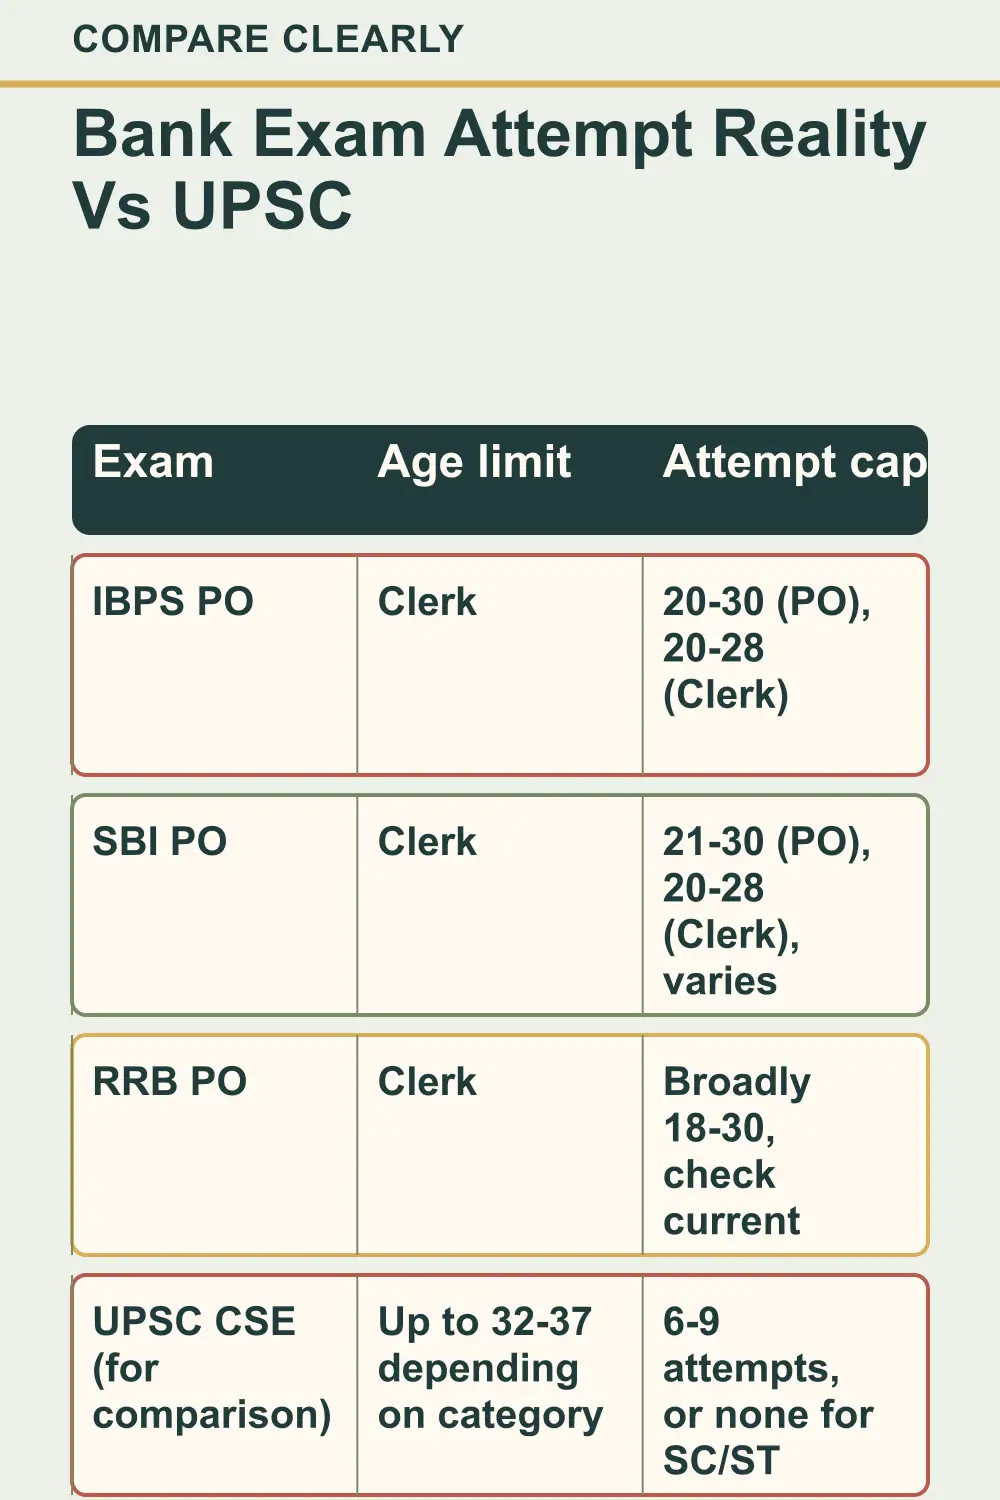 COMPARE CLEARLY
Bank Exam Attempt Reality
Vs UPSC
Exam Age limit Attempt cap
IBPS PO Clerk 20-30 (PO),
20-28
(Clerk)
SBI PO Clerk 21-30 (PO),
20-28
(Clerk),
varies
RRB PO Clerk Broadly
18-30,
check
current
UPSC CSE Up to 32-37 6-9
(for depending attempts,
comparison) on category or none for
SC/ST